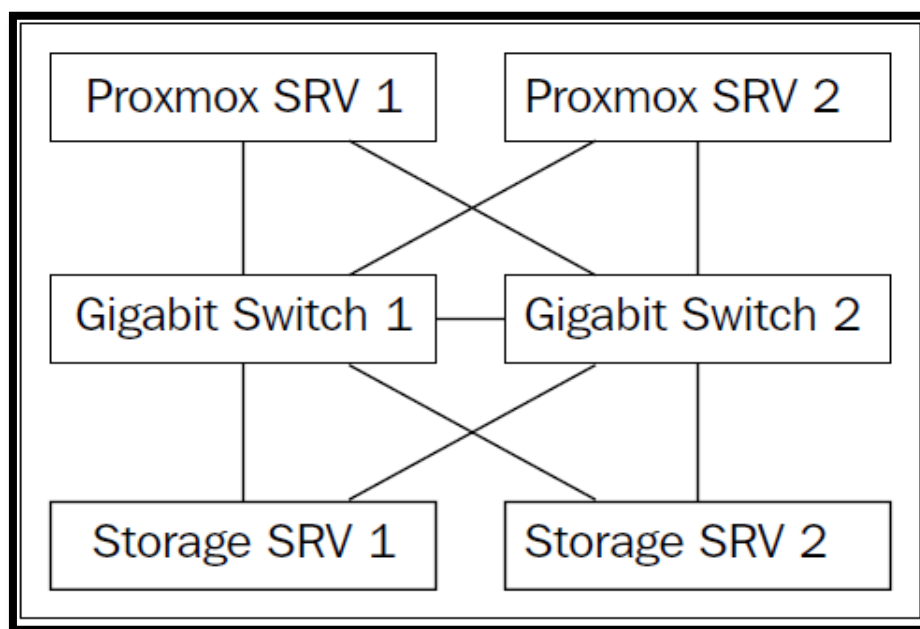 Proxmox SRV 1
Proxmox SRV 2
Gigabit Switch 1
Gigabit Switch 2
Storage SRV 1
Storage SRV 2